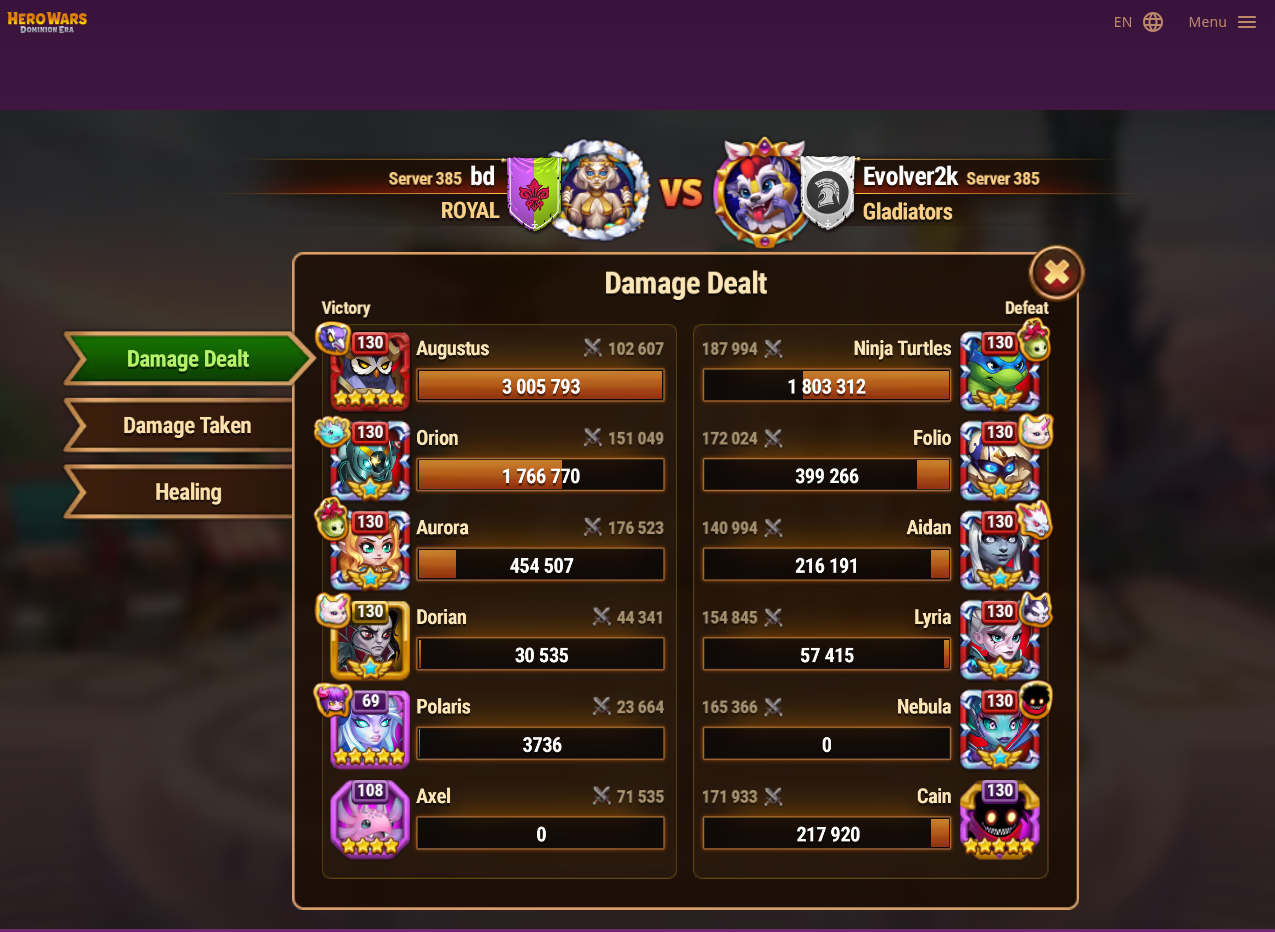 HERO WARS
DOMINION ERA
EN
Menu
Server 385 bd
ROYAL
VS
Evolver2k Server 385
Gladiators
Damage Dealt
Victory
Defeat
Damage Dealt
Damage Taken
Healing
130 Augustus 102 607
3 005 793
130 Orion 151 049
1 766 770
130 Aurora 176 523
454 507
130 Dorian 44 341
30 535
69 Polaris 23 664
3736
108 Axel 71 535
0
187 994 Ninja Turtles 130
1 803 312
172 024 Folio 130
399 266
140 994 Aidan 130
216 191
154 845 Lyria 130
57 415
165 366 Nebula 130
0
171 933 Cain 130
217 920